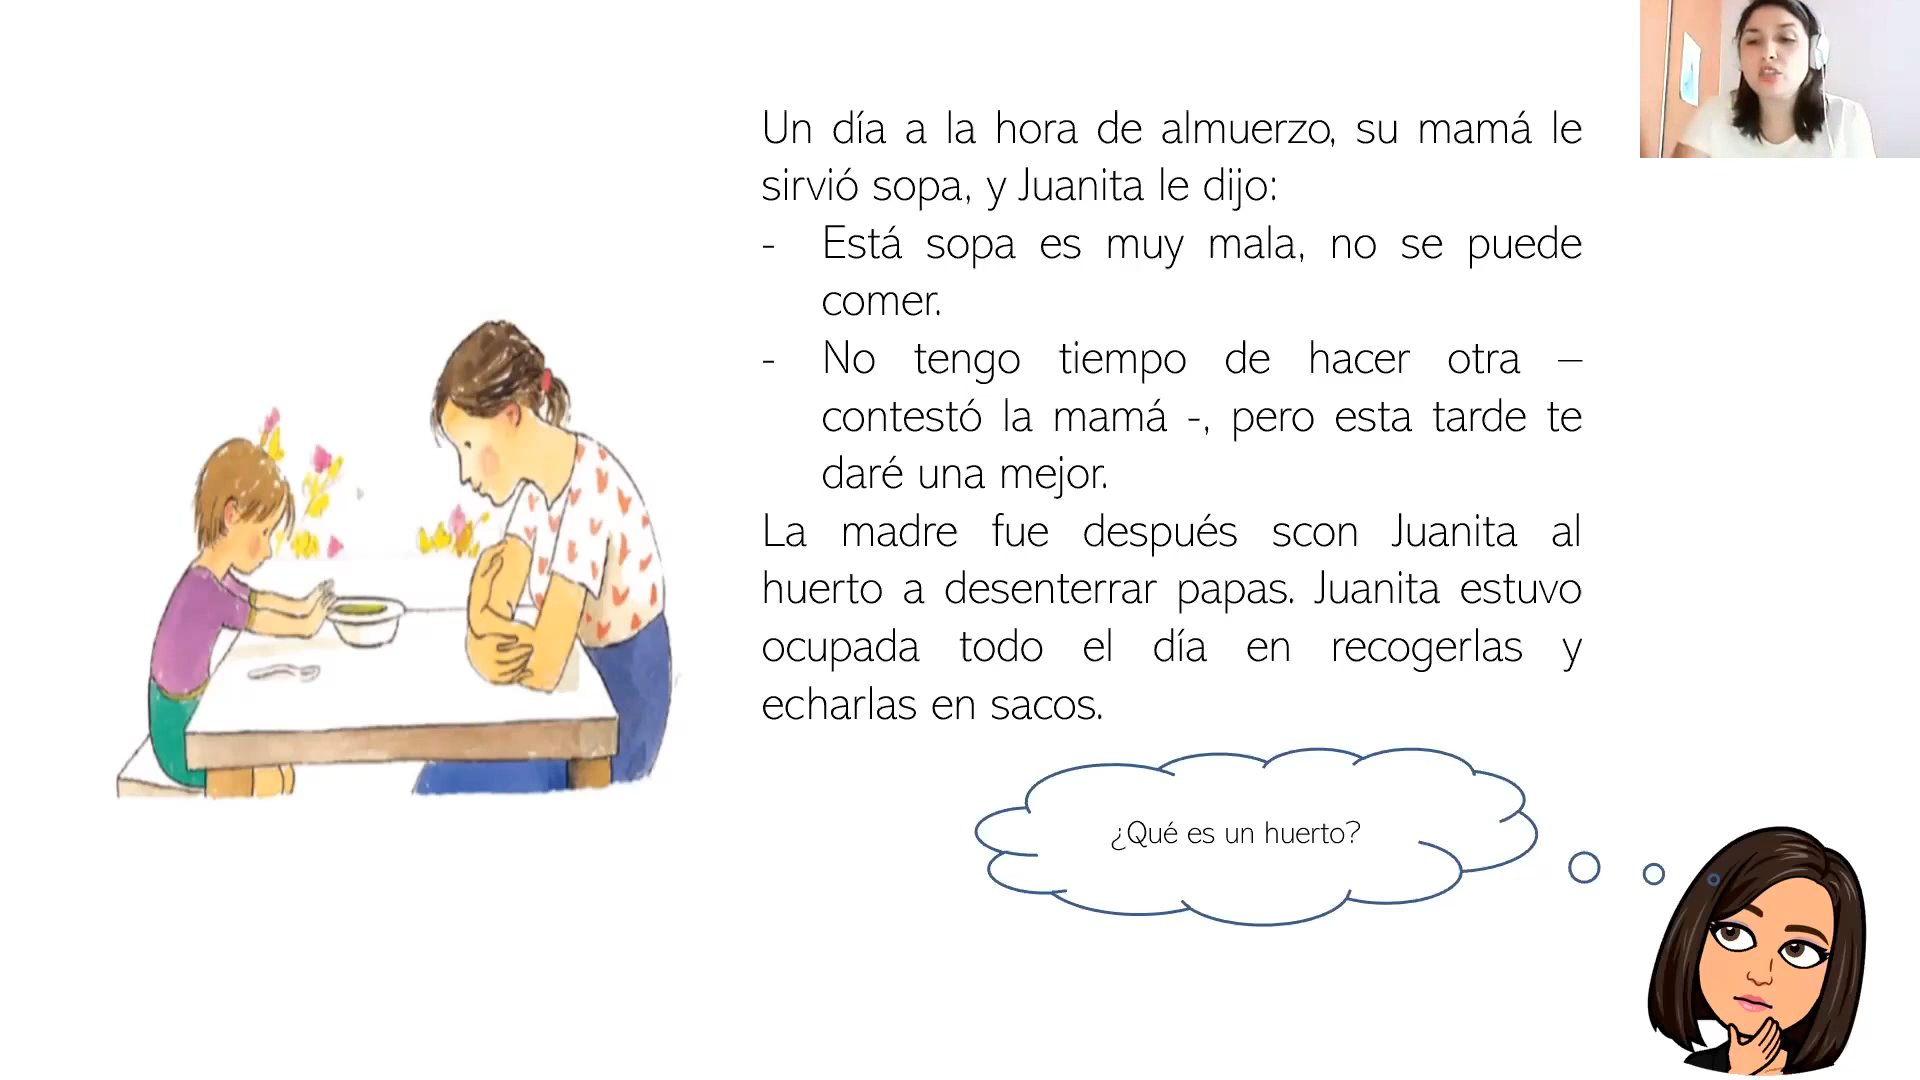 Un día a la hora de almuerzo, su mamá le
sirvió sopa, y Juanita le dijo:
- Está sopa es muy mala, no se puede
comer.
- No tengo tiempo de hacer otra –
contestó la mamá -, pero esta tarde te
daré una mejor.
La madre fue después scon Juanita al
huerto a desenterrar papas. Juanita estuvo
ocupada todo el día en recogerlas y
echarlas en sacos.
¿Qué es un huerto?